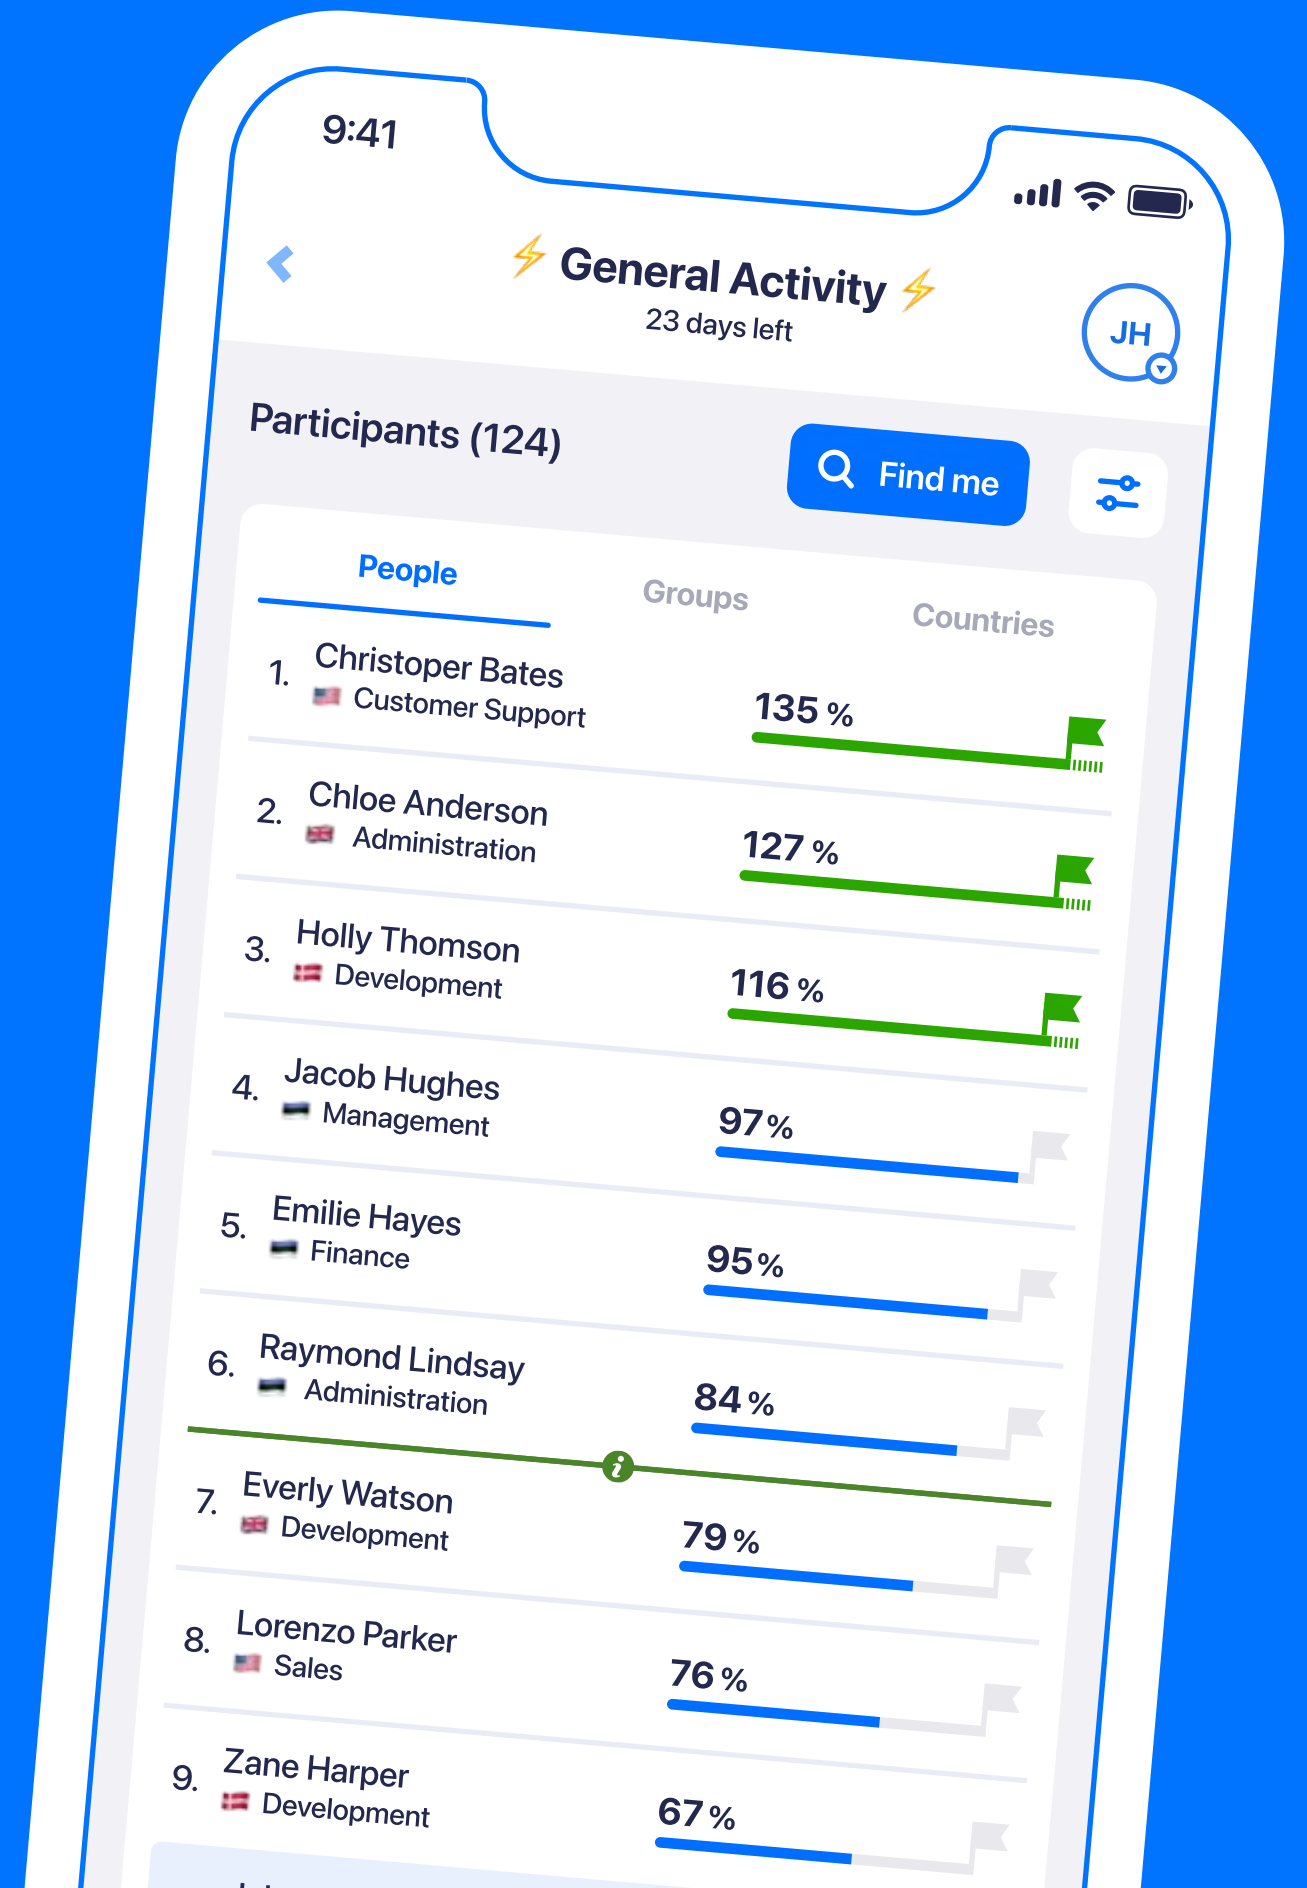 9:41
⚡ General Activity ⚡
23 days left
JH
Participants (124)
Find me
People Groups Countries
1. Christoper Bates
Customer Support
135 %
2. Chloe Anderson
Administration
127 %
3. Holly Thomson
Development
116 %
4. Jacob Hughes
Management
97 %
5. Emilie Hayes
Finance
95 %
6. Raymond Lindsay
Administration
84 %
i
7. Everly Watson
Development
79 %
8. Lorenzo Parker
Sales
76 %
9. Zane Harper
Development
67 %